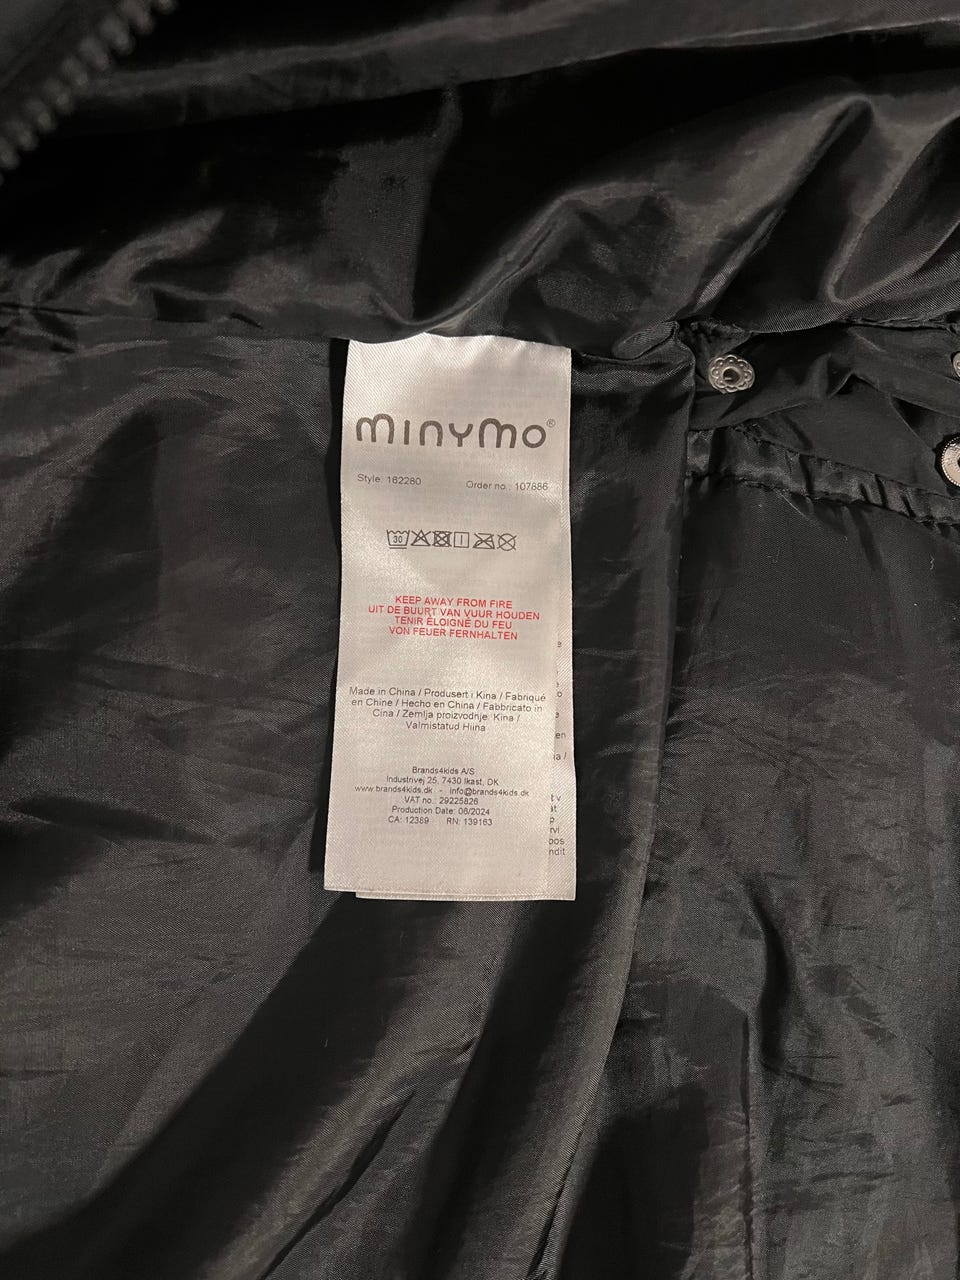 minymo®
Style: 162280 Order no.: 107886
30
KEEP AWAY FROM FIRE
UIT DE BUURT VAN VUUR HOUDEN
TENIR ÉLOIGNÉ DU FEU
VON FEUER FERNHALTEN
Made in China / Produsert i Kina / Fabriqué
en Chine / Hecho en China / Fabbricato in
Cina / Zemlja proizvodnje: Kina /
Valmistatud Hiina
Brands4kids A/S
Industrivej 25, 7430 Ikast, DK
www.brands4kids.dk - info@brands4kids.dk
VAT no.: 29225826
Production Date: 06/2024
CA: 12389 RN: 139163